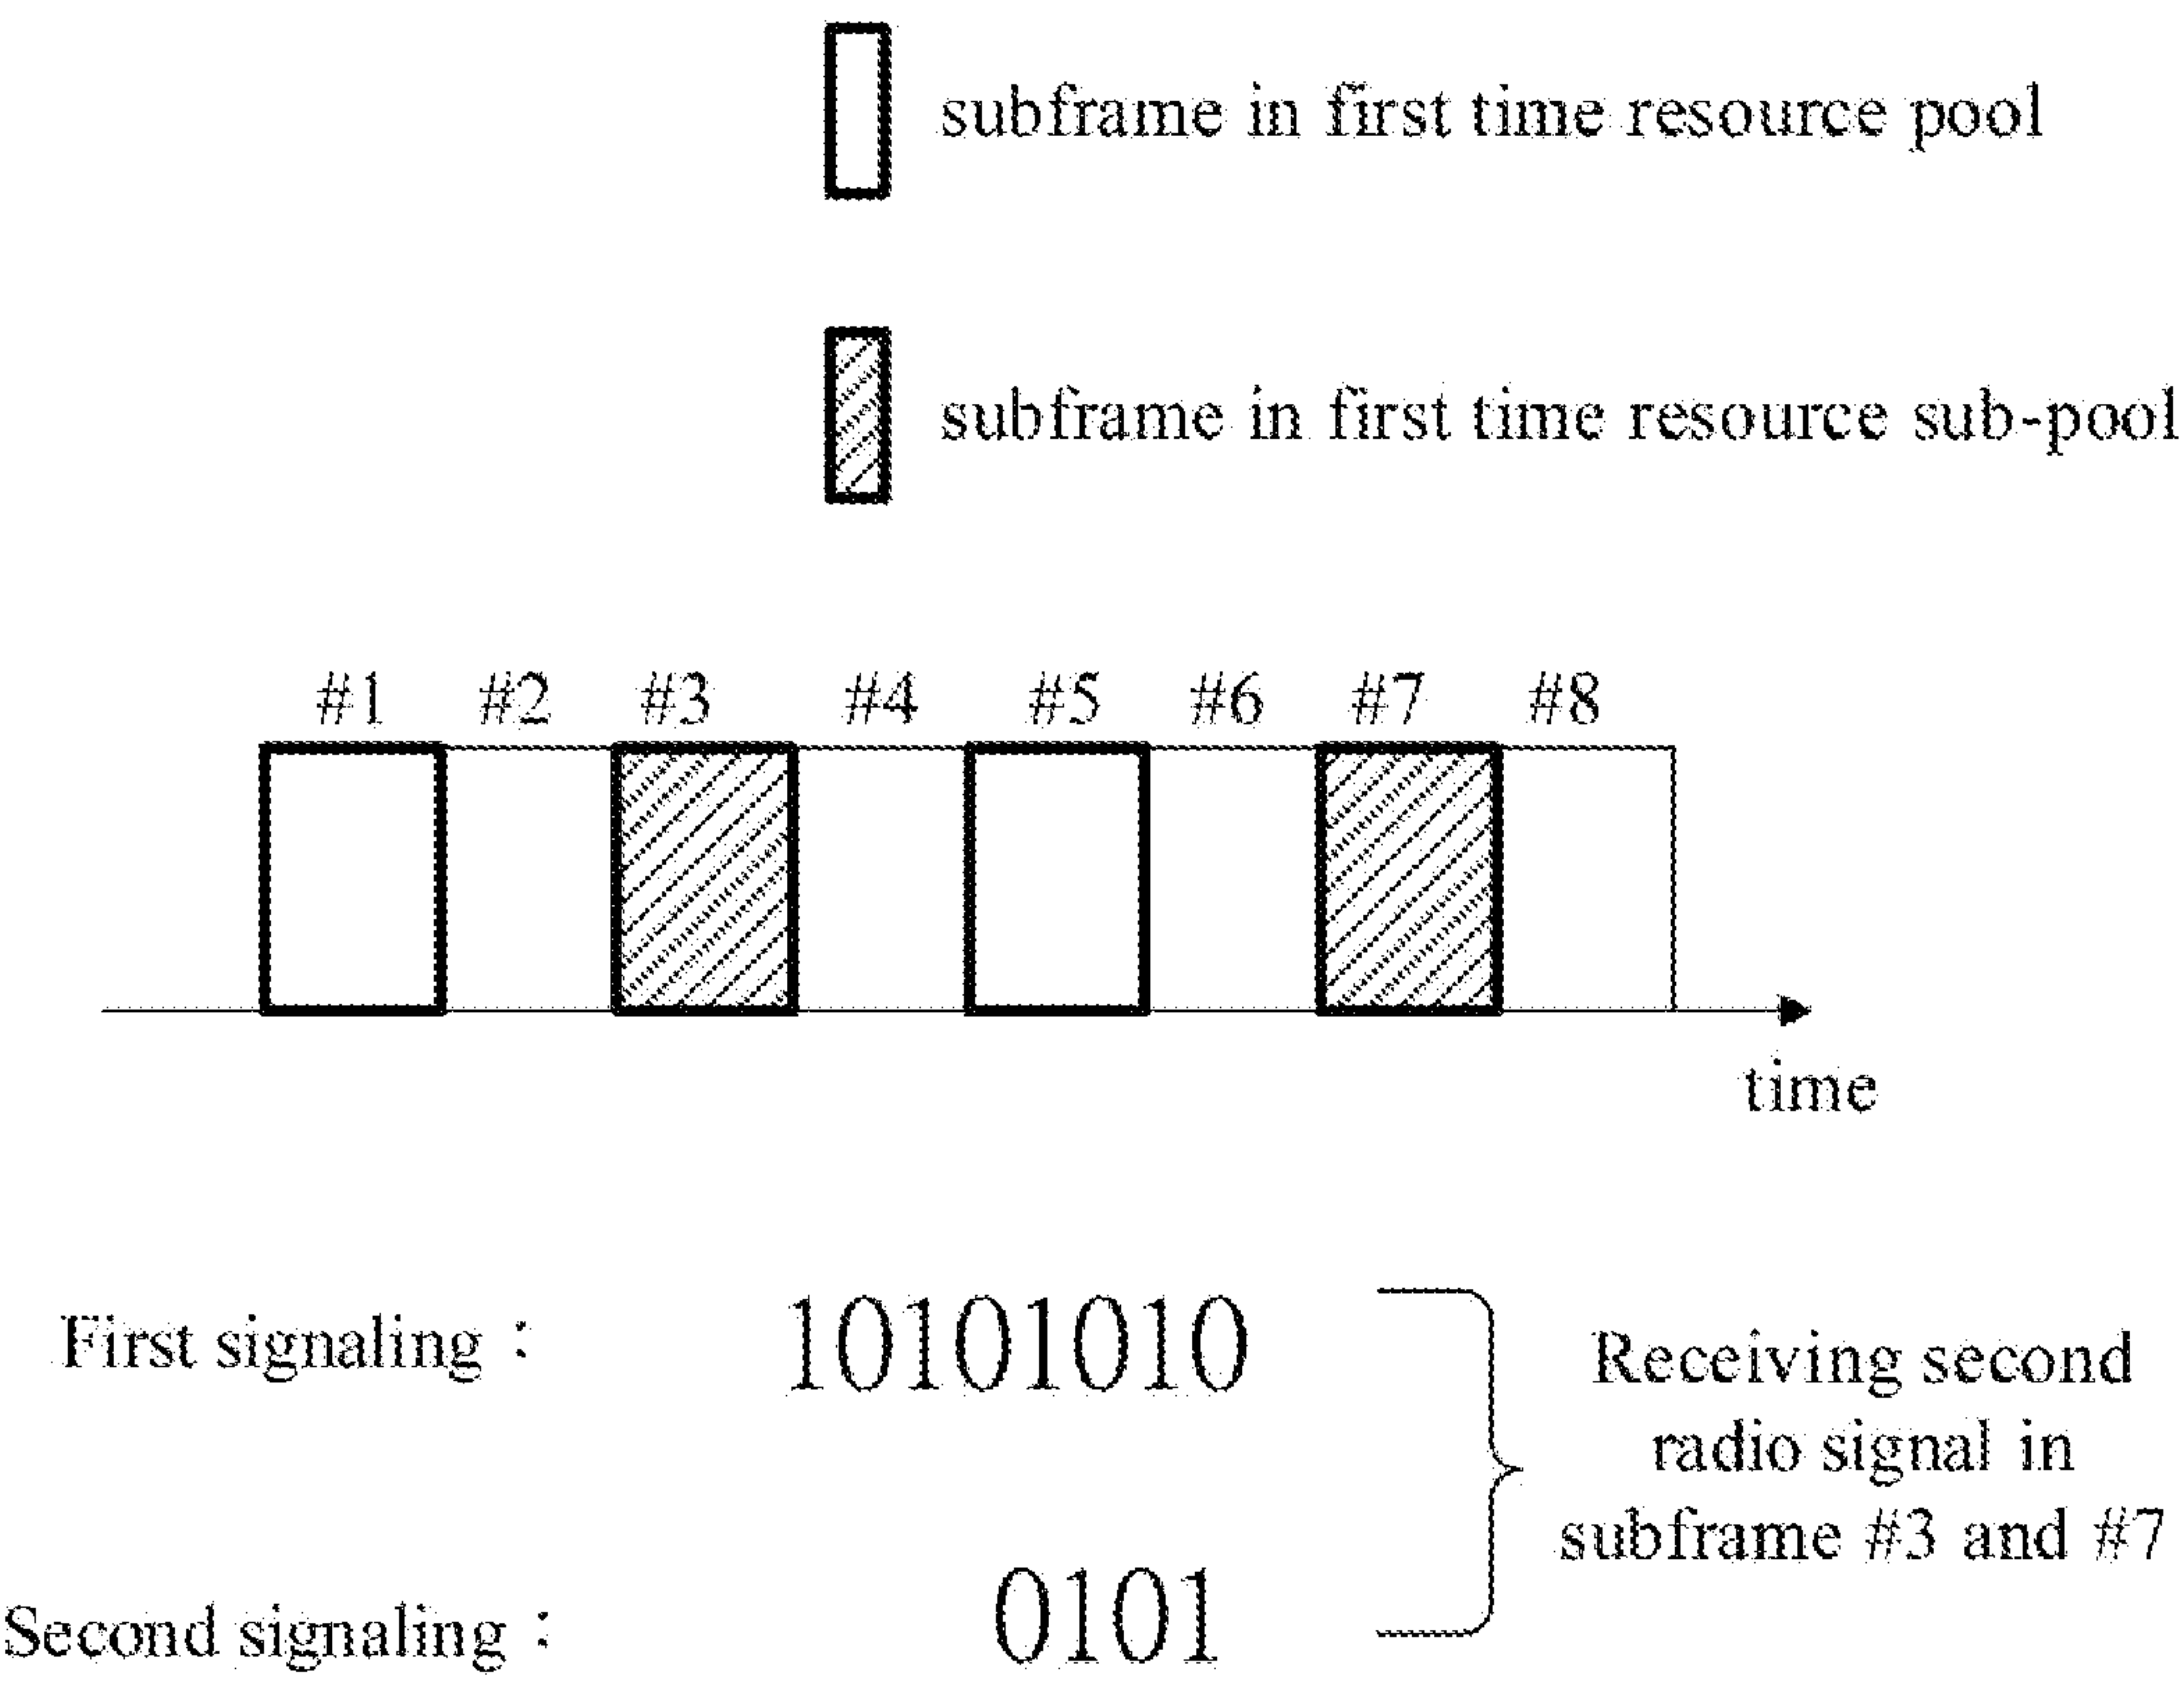 subframe in first time resource pool
subframe in first time resource sub-pool
#1 #2 #3 #4 #5 #6 #7 #8
time
First signaling : 10101010
Second signaling : 0101
Receiving second
radio signal in
subframe #3 and #7